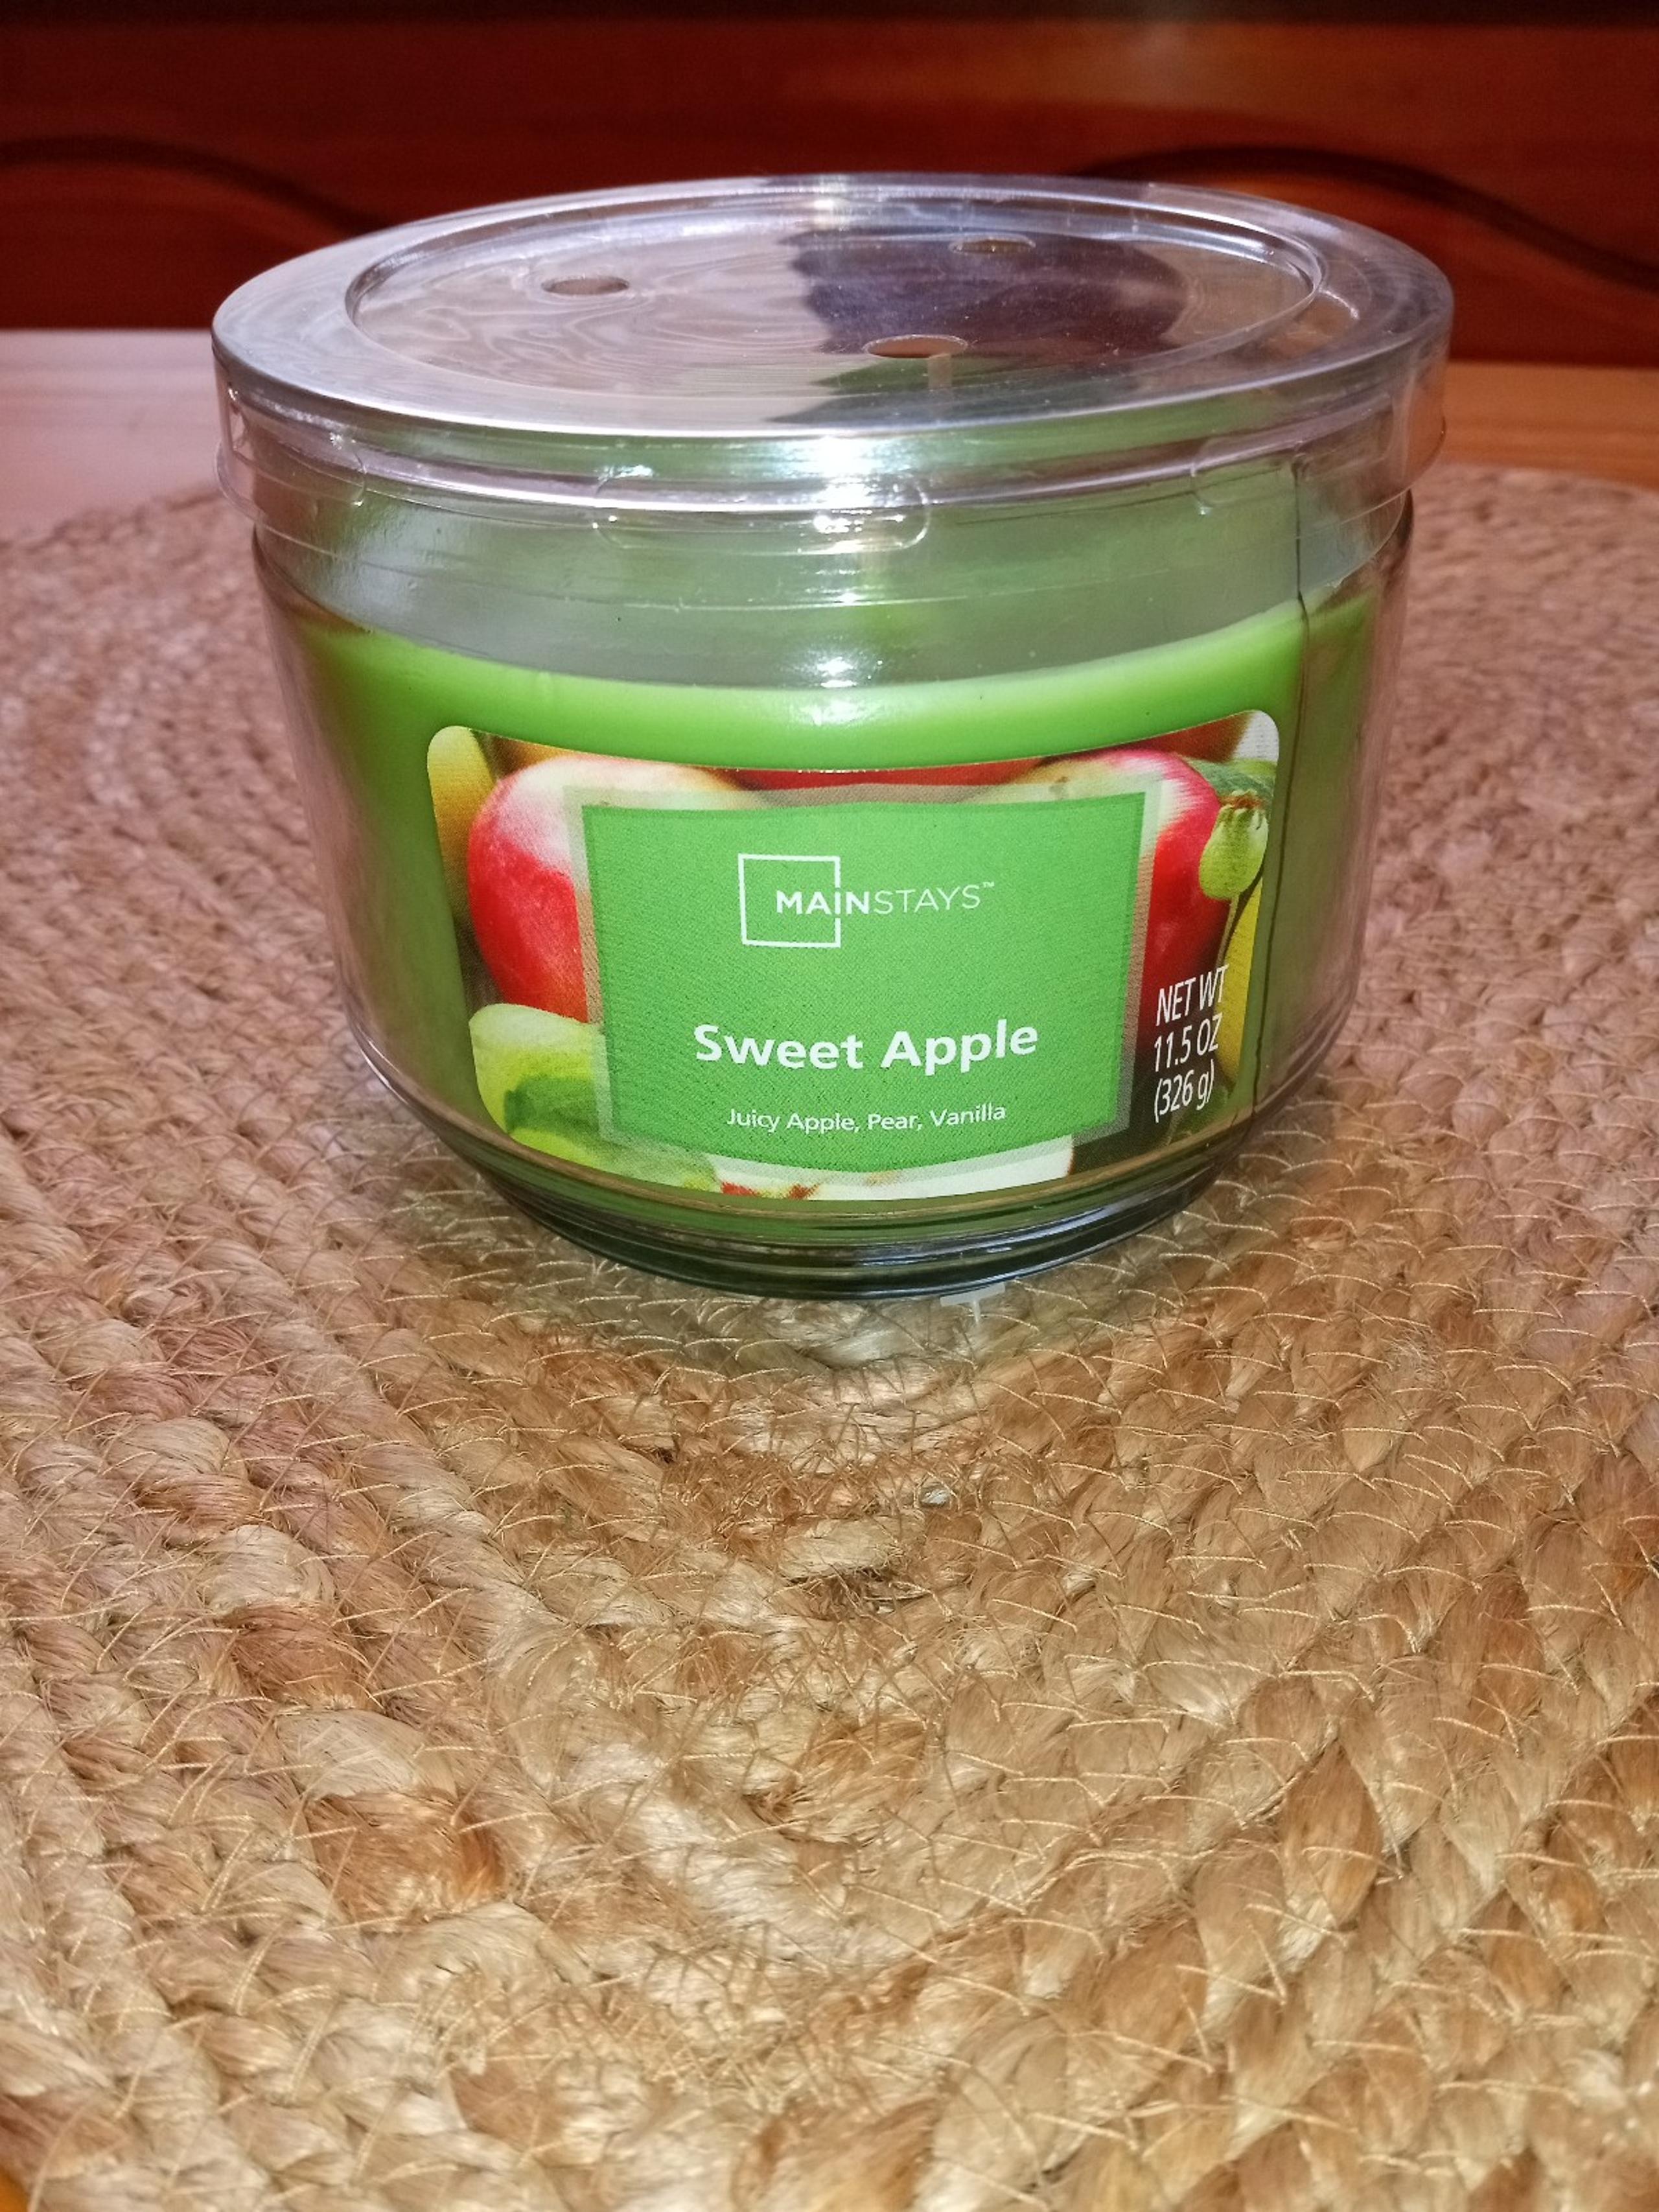 MAINSTAYS™
Sweet Apple
Juicy Apple, Pear, Vanilla
NET WT
11.5 OZ
(326 g)